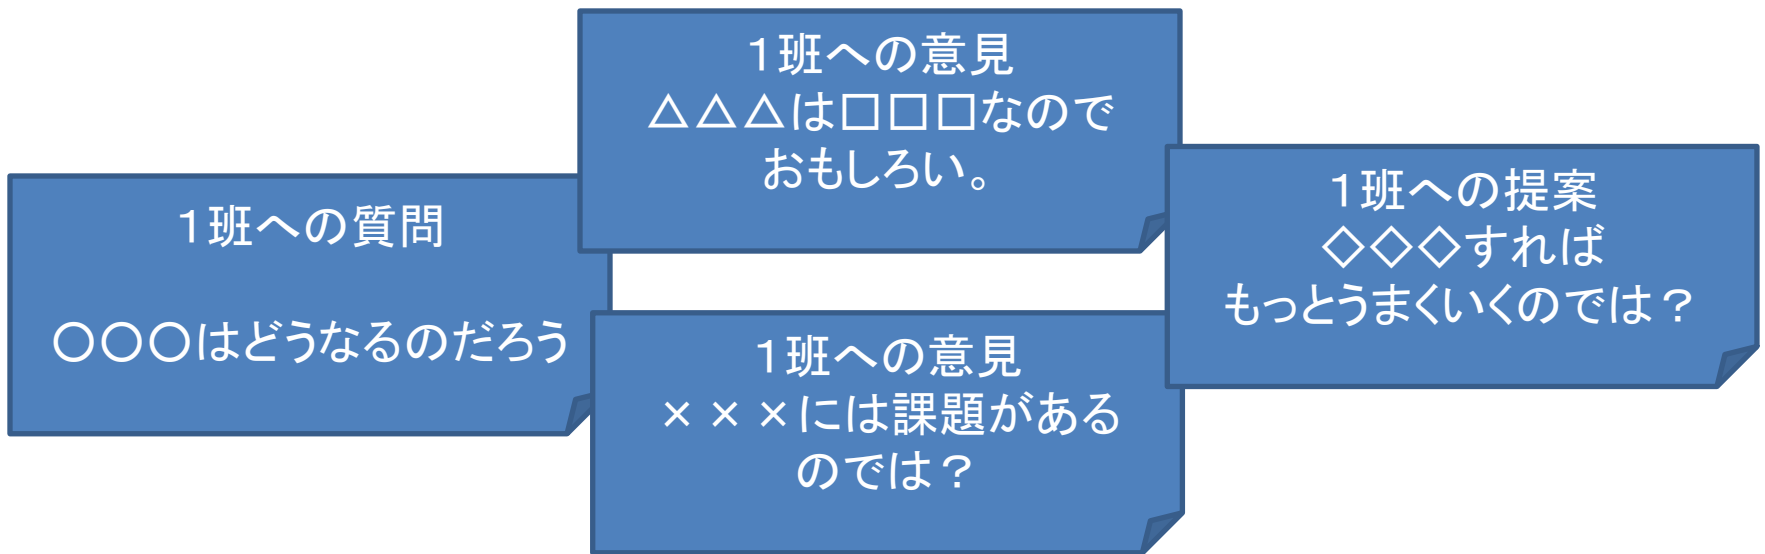 1班への質問
〇〇〇はどうなるのだろう
1班への意見
△△△は□□□なので
おもしろい。
1班への意見
×××には課題がある
のでは？
1班への提案
◇◇◇すれば
もっとうまくいくのでは？